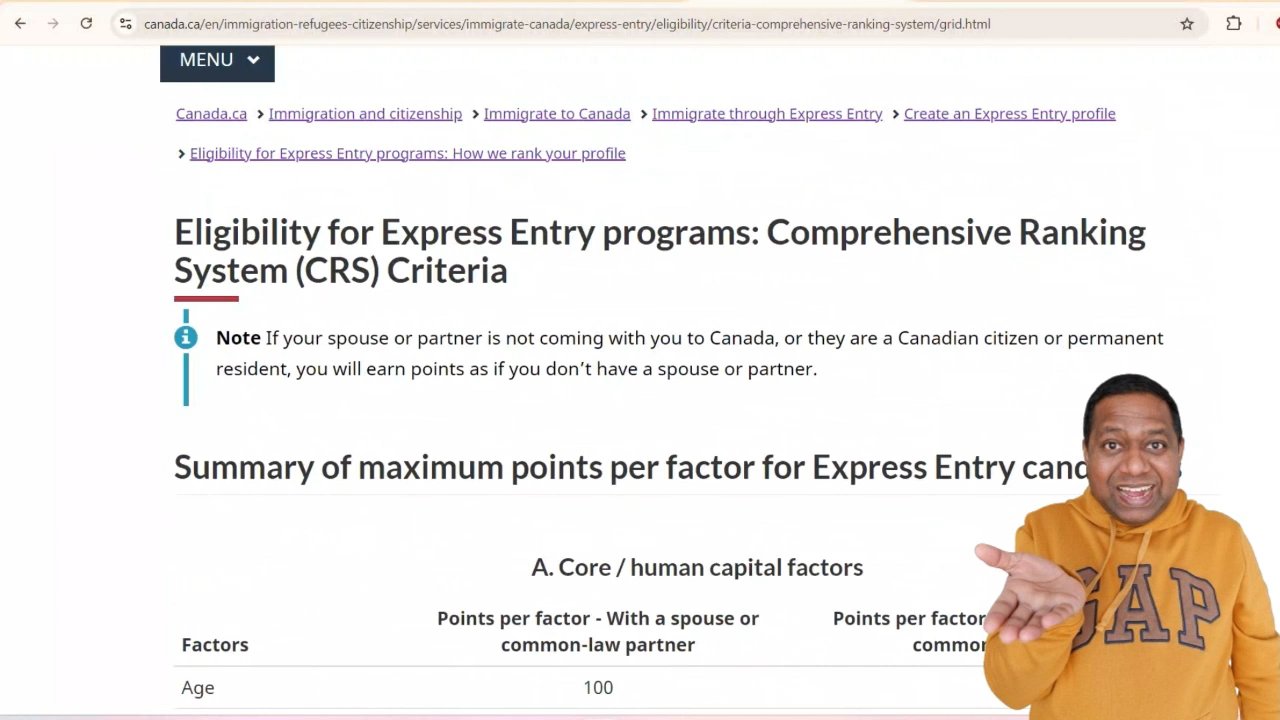 canada.ca/en/immigration-refugees-citizenship/services/immigrate-canada/express-entry/eligibility/criteria-comprehensive-ranking-system/grid.html
MENU
Canada.ca > Immigration and citizenship > Immigrate to Canada > Immigrate through Express Entry > Create an Express Entry profile
> Eligibility for Express Entry programs: How we rank your profile
Eligibility for Express Entry programs: Comprehensive Ranking
System (CRS) Criteria
Note If your spouse or partner is not coming with you to Canada, or they are a Canadian citizen or permanent
resident, you will earn points as if you don't have a spouse or partner.
Summary of maximum points per factor for Express Entry
A. Core / human capital factors
Points per factor - With a spouse or
common-law partner
Points per factor
Factors
Age 100
GAP